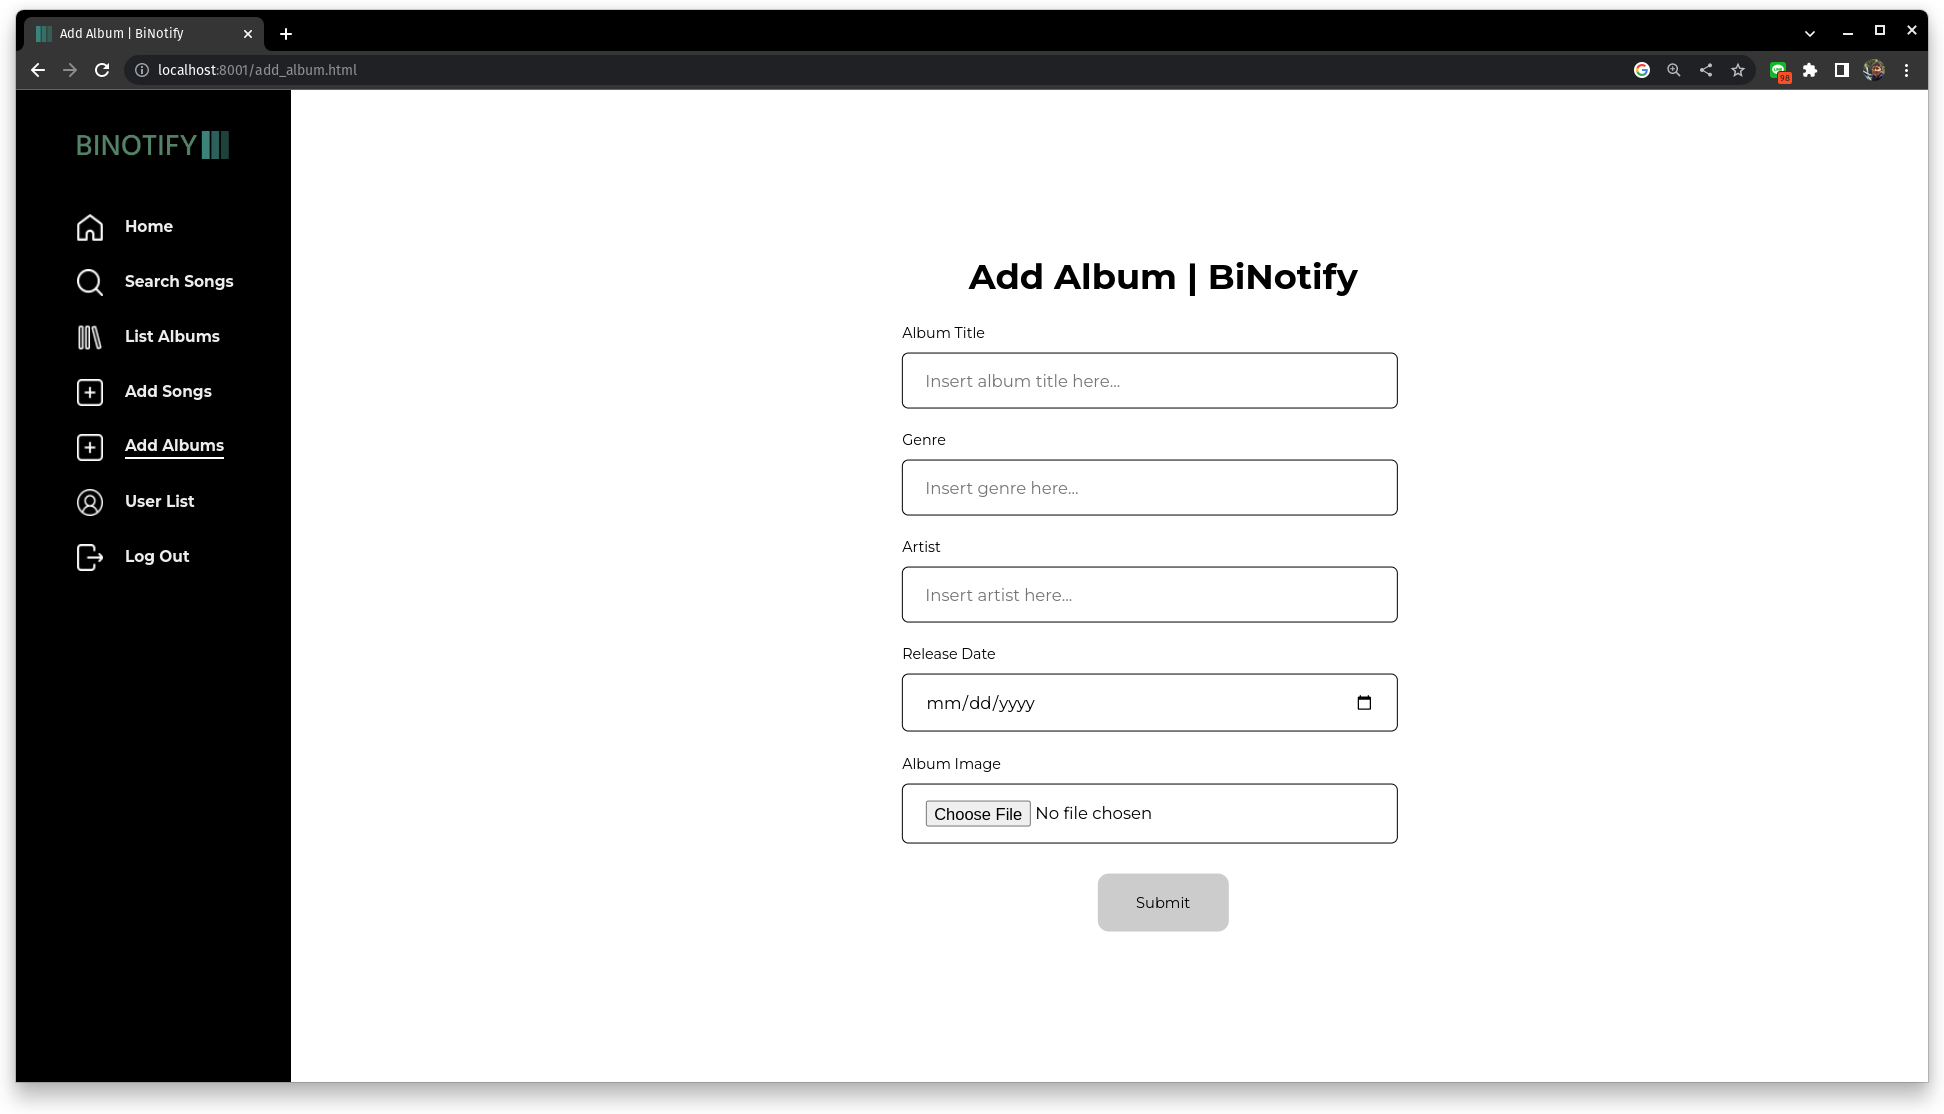 Add Album | BiNotify
localhost:8001/add_album.html
98
BINOTIFY
Home
Search Songs
List Albums
Add Songs
Add Albums
User List
Log Out
Add Album | BiNotify
Album Title
Insert album title here...
Genre
Insert genre here...
Artist
Insert artist here...
Release Date
mm/dd/yyyy
Album Image
Choose File No file chosen
Submit